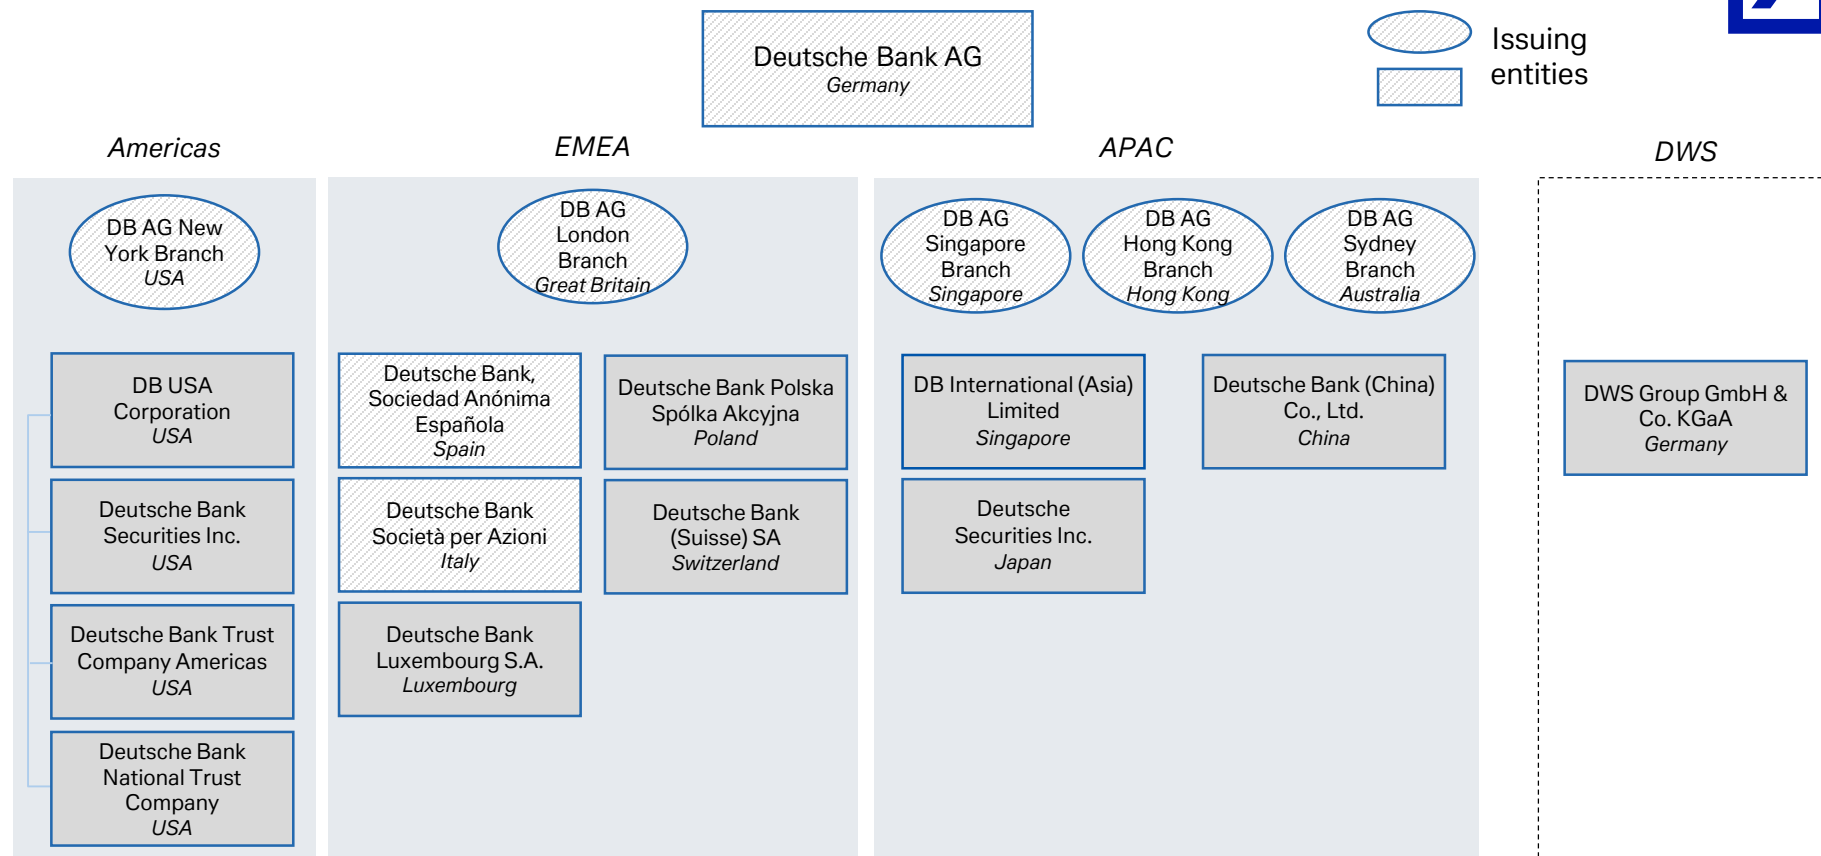 Deutsche Bank AG
Germany
Issuing
entities
Americas
EMEA
APAC
DWS
DB AG New
York Branch
USA
DB USA
Corporation
USA
Deutsche Bank
Securities Inc.
USA
Deutsche Bank Trust
Company Americas
USA
Deutsche Bank
National Trust
Company
USA
DB AG
London
Branch
Great Britain
Deutsche Bank,
Sociedad Anónima
Española
Spain
Deutsche Bank Polska
Spólka Akcyjna
Poland
Deutsche Bank
Società per Azioni
Italy
Deutsche Bank
(Suisse) SA
Switzerland
Deutsche Bank
Luxembourg S.A.
Luxembourg
DB AG
Singapore
Branch
Singapore
DB AG
Hong Kong
Branch
Hong Kong
DB AG
Sydney
Branch
Australia
DB International (Asia)
Limited
Singapore
Deutsche Bank (China)
Co., Ltd.
China
Deutsche
Securities Inc.
Japan
DWS Group GmbH &
Co. KGaA
Germany